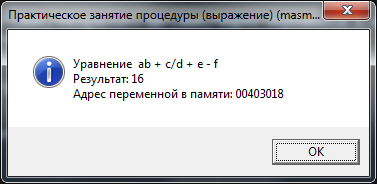 Практическое занятие процедуры (выражение) (masm...
Уравнение ab + c/d + e - f
Результат: 16
Адрес переменной в памяти: 00403018
OK